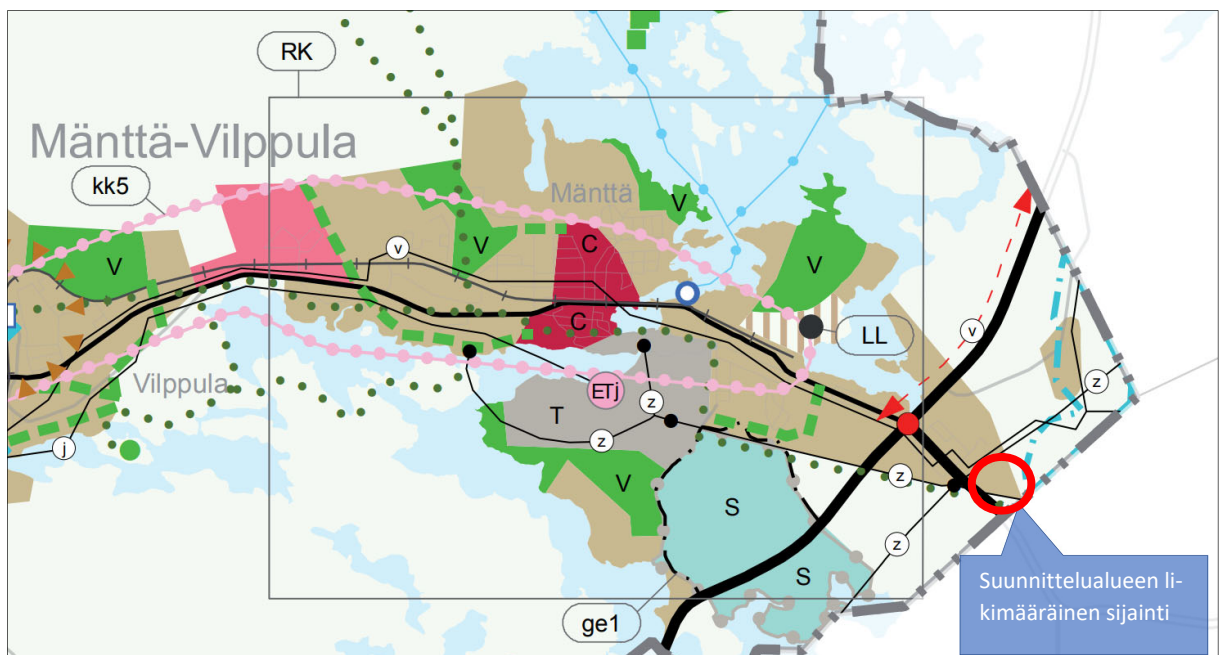 RK
Mänttä-Vilppula
kk5
Mänttä
V
C
V
v
V
V
C
LL
v
Vilppula
ETj
z
z
T
z
j
z
V
S
z
S
ge1
Suunnittelualueen li-
kimääräinen sijainti